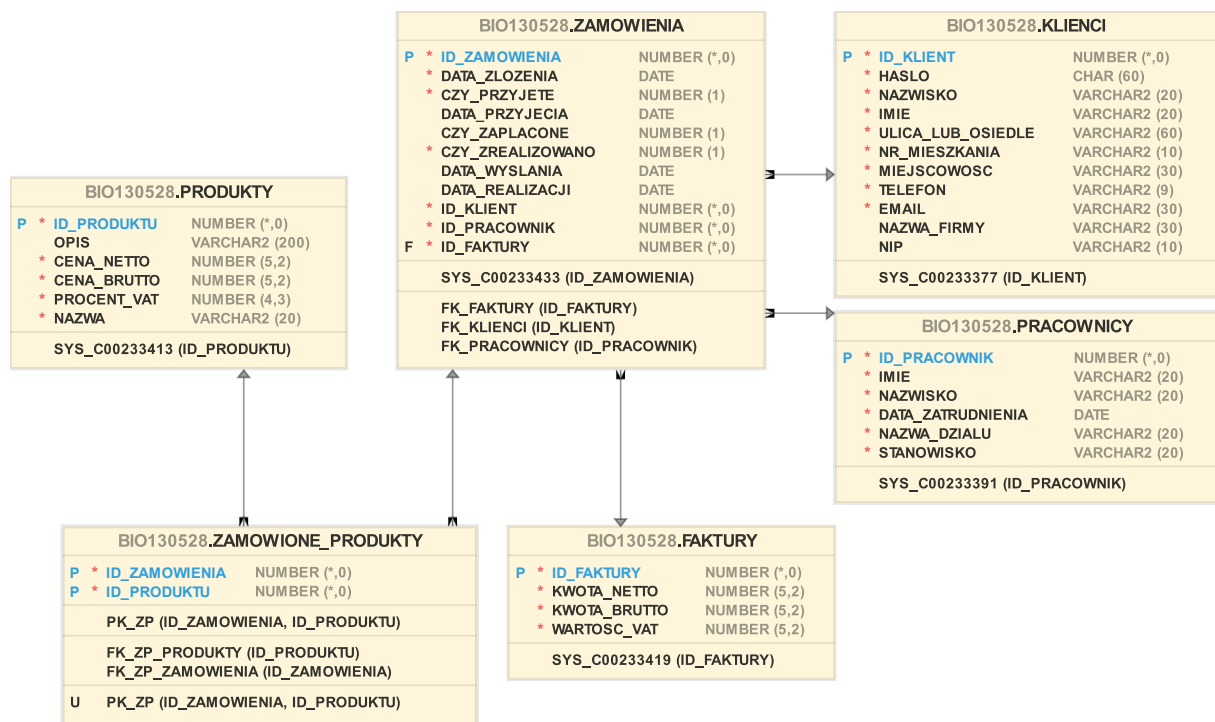 BIO130528.ZAMOWIENIA
P * ID_ZAMOWIENIA NUMBER (*,0)
* DATA_ZLOZENIA DATE
* CZY_PRZYJETE NUMBER (1)
DATA_PRZYJECIA DATE
CZY_ZAPLACONE NUMBER (1)
* CZY_ZREALIZOWANO NUMBER (1)
DATA_WYSLANIA DATE
DATA_REALIZACJI DATE
* ID_KLIENT NUMBER (*,0)
* ID_PRACOWNIK NUMBER (*,0)
F * ID_FAKTURY NUMBER (*,0)
SYS_C00233433 (ID_ZAMOWIENIA)
FK_FAKTURY (ID_FAKTURY)
FK_KLIENCI (ID_KLIENT)
FK_PRACOWNICY (ID_PRACOWNIK)
BIO130528.KLIENCI
P * ID_KLIENT NUMBER (*,0)
* HASLO CHAR (60)
* NAZWISKO VARCHAR2 (20)
* IMIE VARCHAR2 (20)
* ULICA_LUB_OSIEDLE VARCHAR2 (60)
* NR_MIESZKANIA VARCHAR2 (10)
* MIEJSCOWOSC VARCHAR2 (30)
* TELEFON VARCHAR2 (9)
* EMAIL VARCHAR2 (30)
NAZWA_FIRMY VARCHAR2 (30)
NIP VARCHAR2 (10)
SYS_C00233377 (ID_KLIENT)
BIO130528.PRODUKTY
P * ID_PRODUKTU NUMBER (*,0)
OPIS VARCHAR2 (200)
* CENA_NETTO NUMBER (5,2)
* CENA_BRUTTO NUMBER (5,2)
* PROCENT_VAT NUMBER (4,3)
* NAZWA VARCHAR2 (20)
SYS_C00233413 (ID_PRODUKTU)
BIO130528.PRACOWNICY
P * ID_PRACOWNIK NUMBER (*,0)
* IMIE VARCHAR2 (20)
* NAZWISKO VARCHAR2 (20)
* DATA_ZATRUDNIENIA DATE
* NAZWA_DZIALU VARCHAR2 (20)
* STANOWISKO VARCHAR2 (20)
SYS_C00233391 (ID_PRACOWNIK)
BIO130528.ZAMOWIONE_PRODUKTY
P * ID_ZAMOWIENIA NUMBER (*,0)
P * ID_PRODUKTU NUMBER (*,0)
PK_ZP (ID_ZAMOWIENIA, ID_PRODUKTU)
FK_ZP_PRODUKTY (ID_PRODUKTU)
FK_ZP_ZAMOWIENIA (ID_ZAMOWIENIA)
U PK_ZP (ID_ZAMOWIENIA, ID_PRODUKTU)
BIO130528.FAKTURY
P * ID_FAKTURY NUMBER (*,0)
* KWOTA_NETTO NUMBER (5,2)
* KWOTA_BRUTTO NUMBER (5,2)
* WARTOSC_VAT NUMBER (5,2)
SYS_C00233419 (ID_FAKTURY)